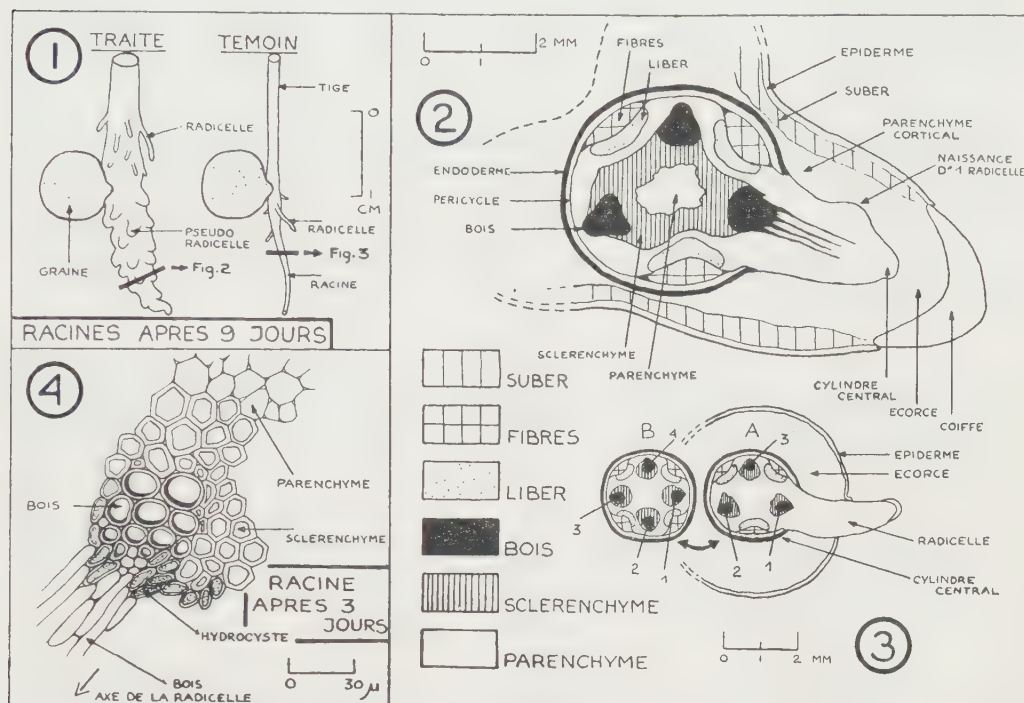 1
TRAITE
TEMOIN
TIGE
RADICELLE
0
1
CM
PSEUDO
RADICELLE
RADICELLE
GRAINE
Fig.2
Fig.3
RACINE
RACINES APRES 9 JOURS
2
0 1 2 MM
FIBRES
LIBER
EPIDERME
SUBER
PARENCHYME
CORTICAL
NAISSANCE
D'1 RADICELLE
ENDODERME
PERICYCLE
BOIS
SCLERENCHYME
PARENCHYME
CYLINDRE
CENTRAL
ECORCE
COIFFE
4
PARENCHYME
BOIS
SCLERENCHYME
RACINE
APRES 3
JOURS
HYDROCYSTE
BOIS
AXE DE LA RADICELLE
0 30 µ
SUBER
FIBRES
LIBER
BOIS
SCLERENCHYME
PARENCHYME
B
A
4
3
3
2
1
2
1
EPIDERME
ECORCE
RADICELLE
CYLINDRE
CENTRAL
0 1 2 MM
3